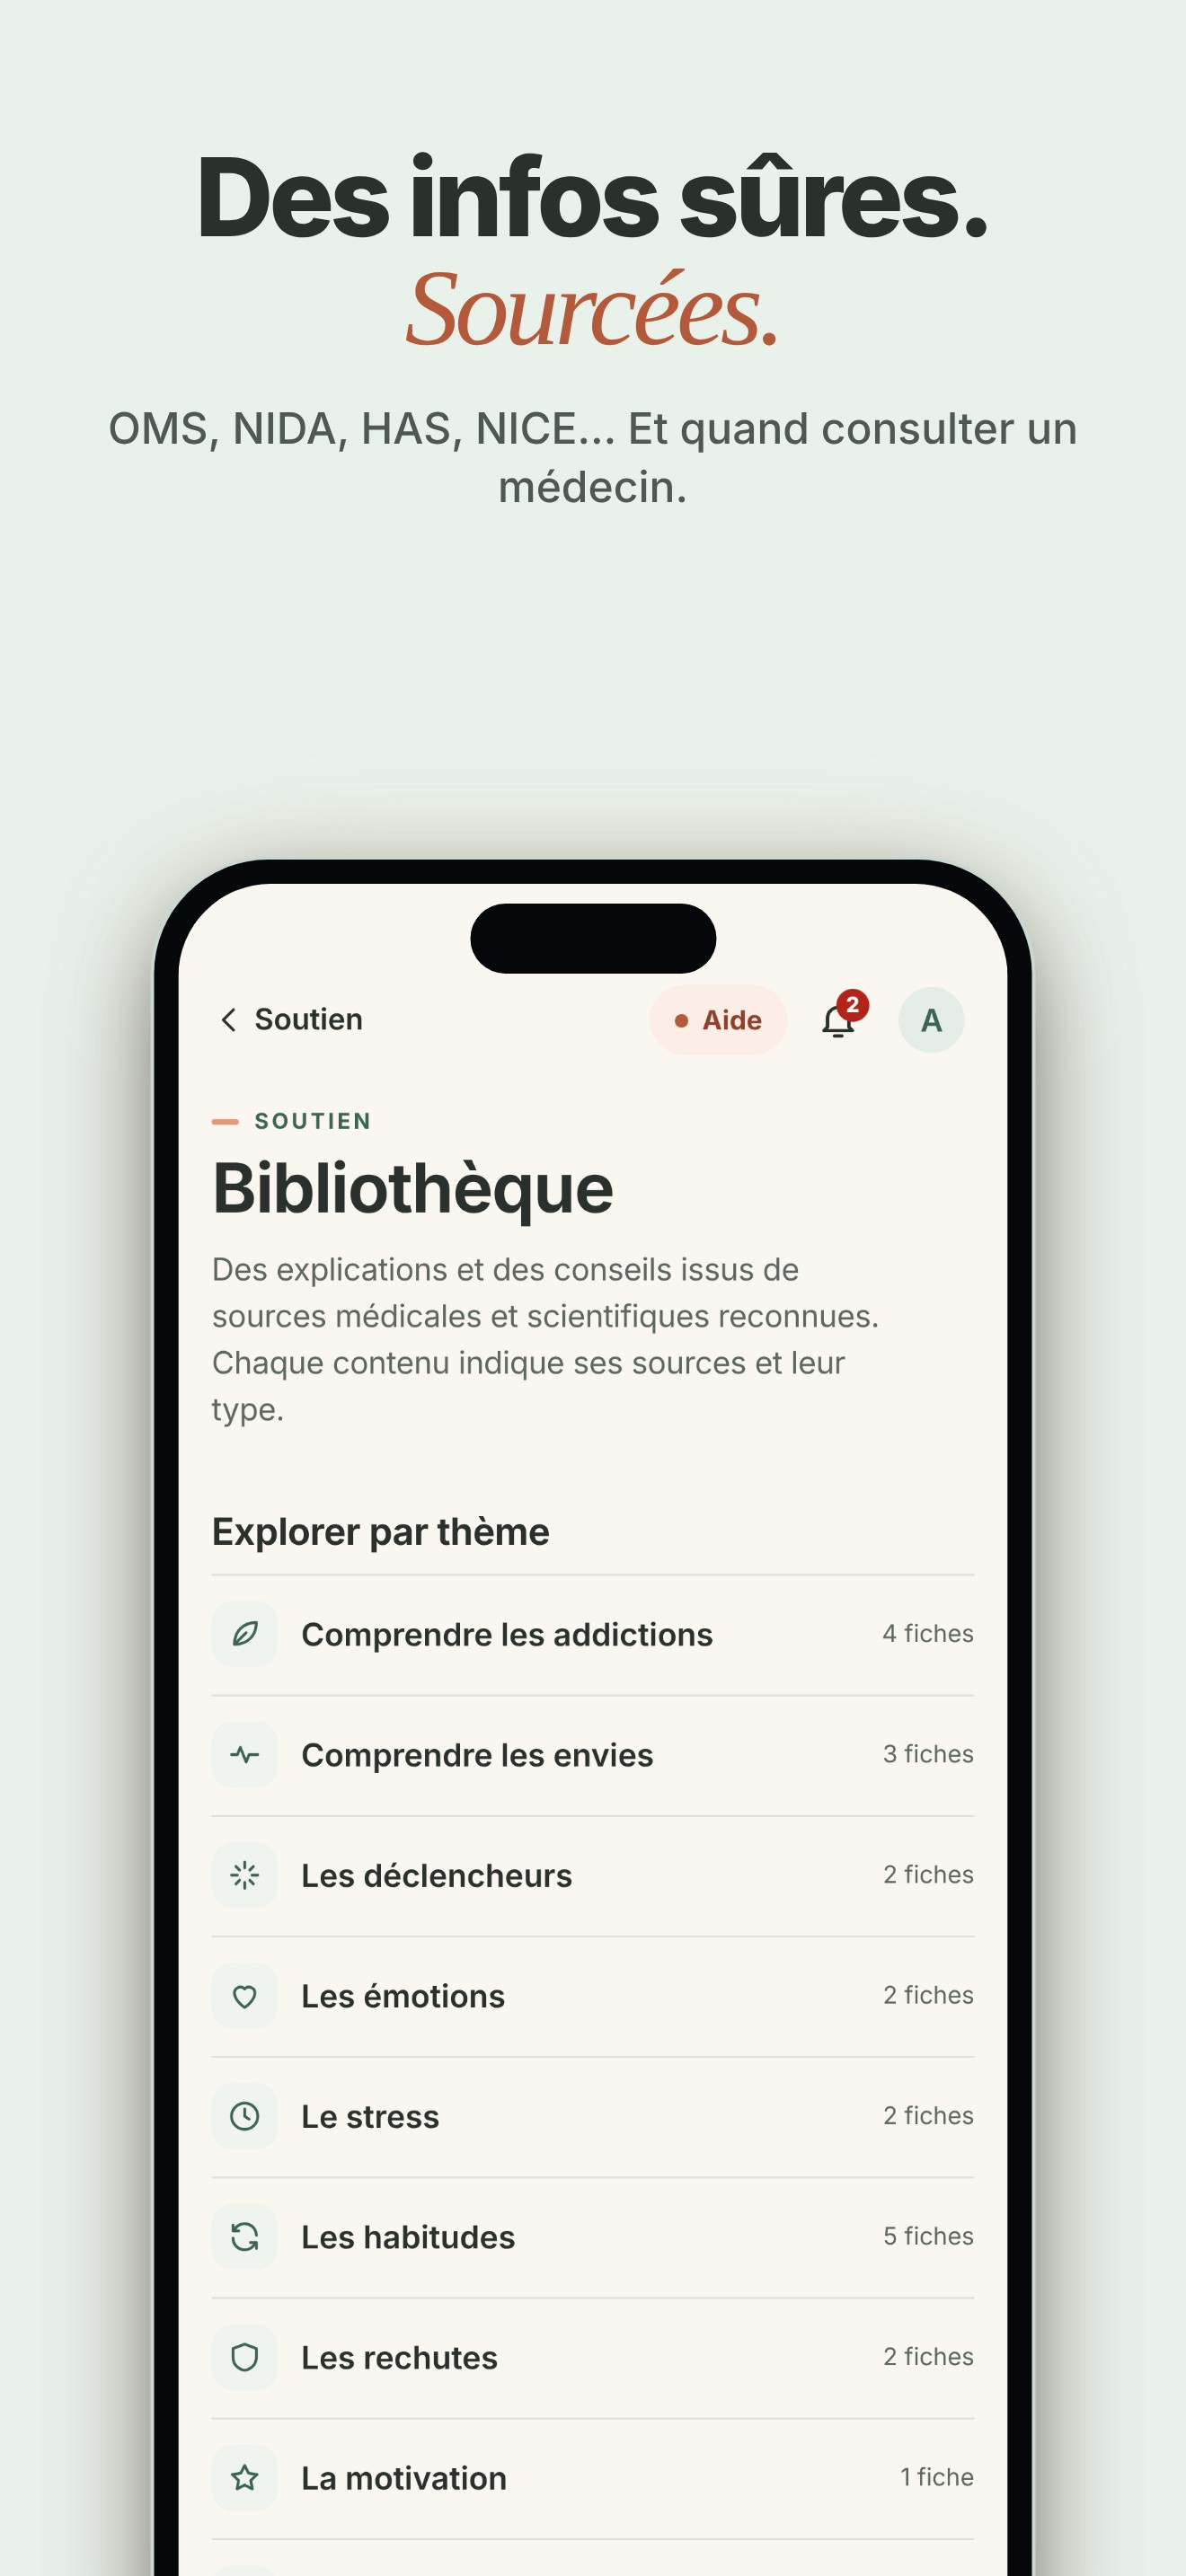 Des infos sûres.
Sourcées.
OMS, NIDA, HAS, NICE... Et quand consulter un
médecin.
Soutien
Aide
2
A
SOUTIEN
Bibliothèque
Des explications et des conseils issus de
sources médicales et scientifiques reconnues.
Chaque contenu indique ses sources et leur
type.
Explorer par thème
Comprendre les addictions 4 fiches
Comprendre les envies 3 fiches
Les déclencheurs 2 fiches
Les émotions 2 fiches
Le stress 2 fiches
Les habitudes 5 fiches
Les rechutes 2 fiches
La motivation 1 fiche